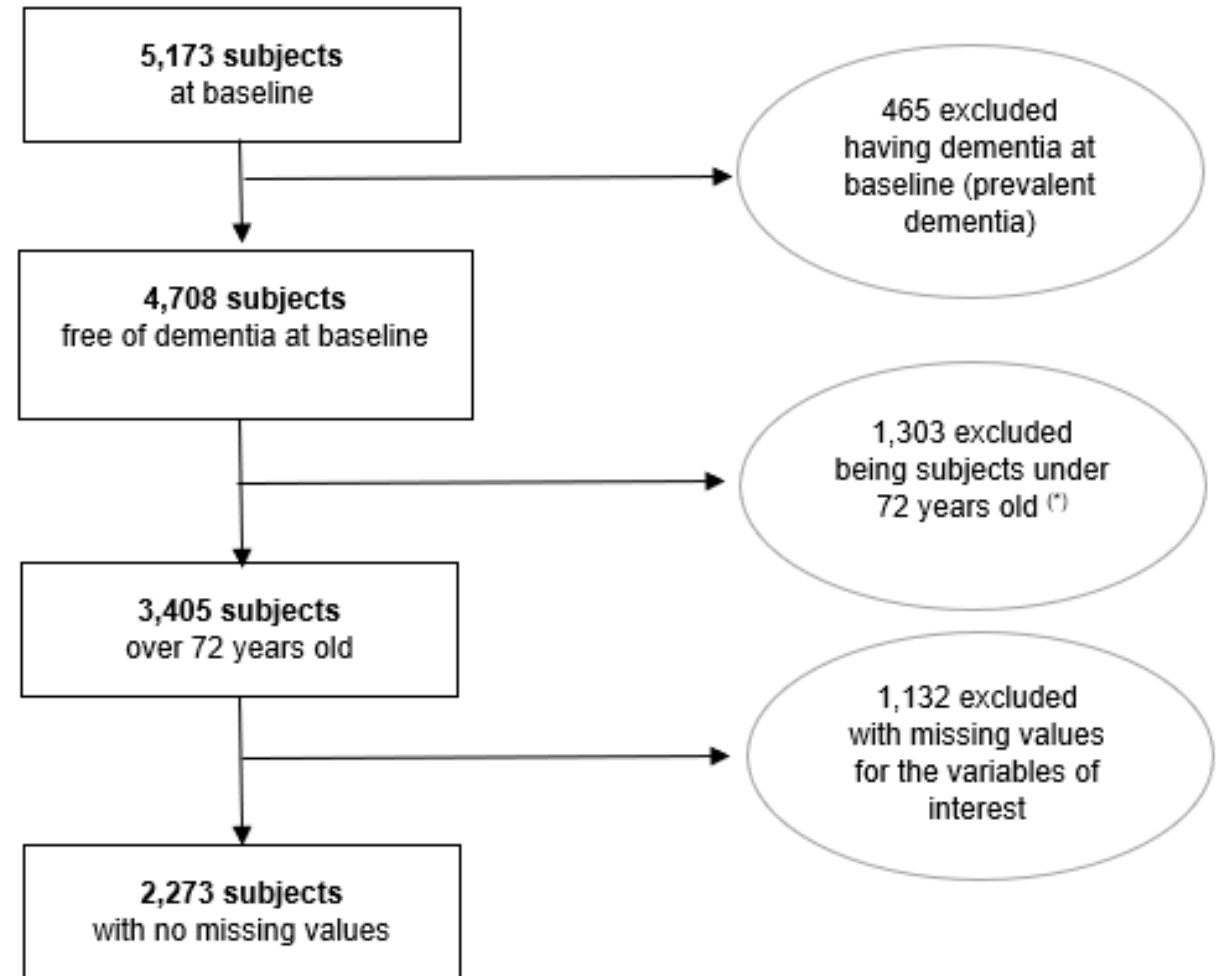 5,173 subjects
at baseline
465 excluded
having dementia at
baseline (prevalent
dementia)
4,708 subjects
free of dementia at baseline
1,303 excluded
being subjects under
72 years old (*)
3,405 subjects
over 72 years old
1,132 excluded
with missing values
for the variables of
interest
2,273 subjects
with no missing values